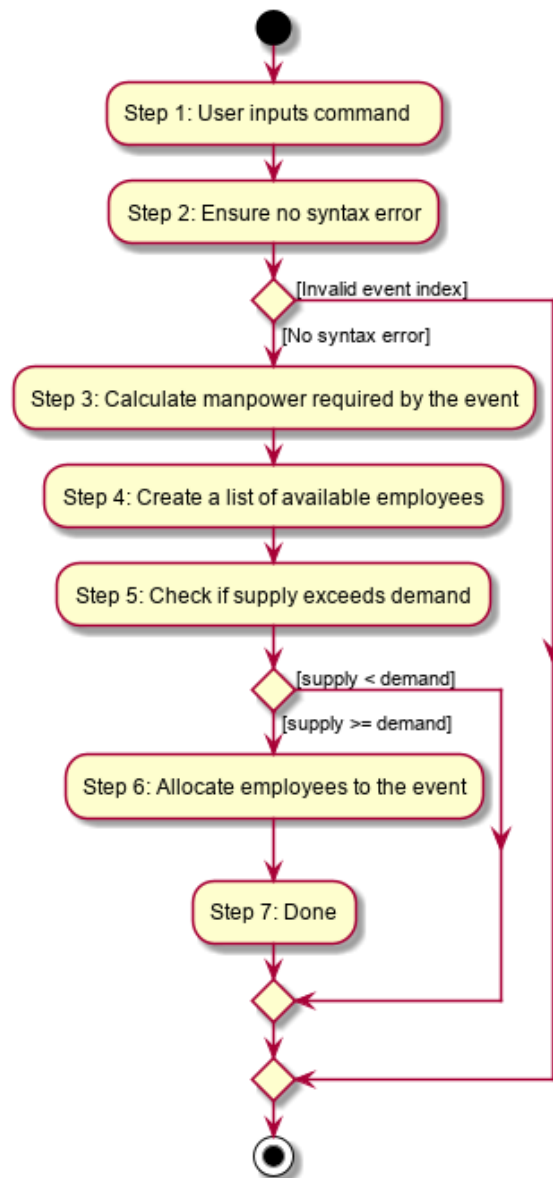 Step 1: User inputs command
Step 2: Ensure no syntax error
[Invalid event index]
[No syntax error]
Step 3: Calculate manpower required by the event
Step 4: Create a list of available employees
Step 5: Check if supply exceeds demand
[supply < demand]
[supply >= demand]
Step 6: Allocate employees to the event
Step 7: Done